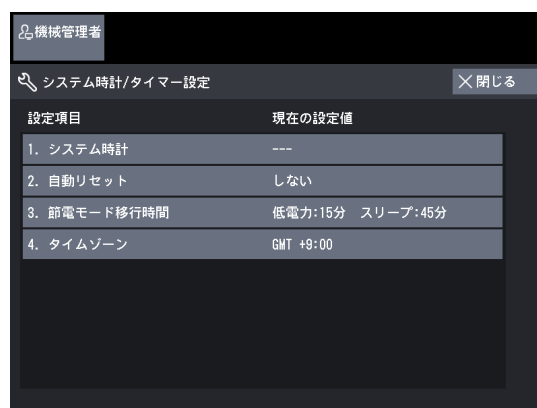 機械管理者
システム時計/タイマー設定
閉じる
設定項目 現在の設定値
1. システム時計 ---
2. 自動リセット しない
3. 節電モード移行時間 低電力:15分 スリープ:45分
4. タイムゾーン GMT +9:00